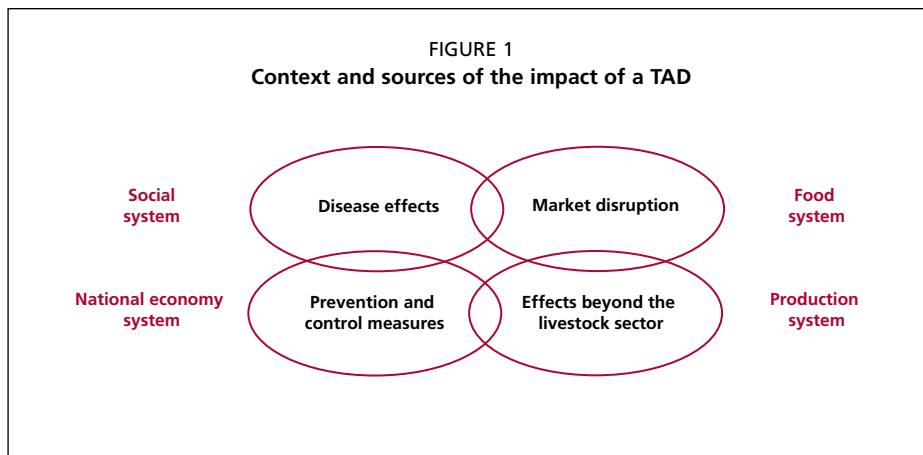 FIGURE 1
Context and sources of the impact of a TAD
Social
system
Disease effects
Market disruption
Food
system
National economy
system
Prevention and
control measures
Effects beyond the
livestock sector
Production
system